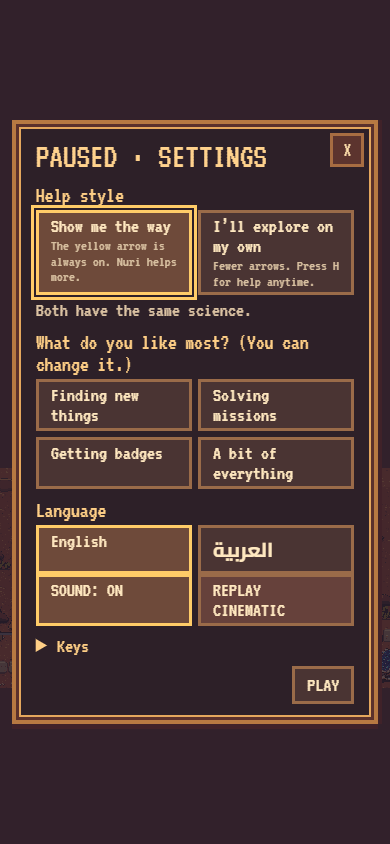 PAUSED · SETTINGS
X
Help style
Show me the way
The yellow arrow is
always on. Nuri helps
more.
I'll explore on
my own
Fewer arrows. Press H
for help anytime.
Both have the same science.
What do you like most? (You can
change it.)
Finding new
things
Solving
missions
Getting badges
A bit of
everything
Language
English
العربية
SOUND: ON
REPLAY
CINEMATIC
▶ Keys
PLAY